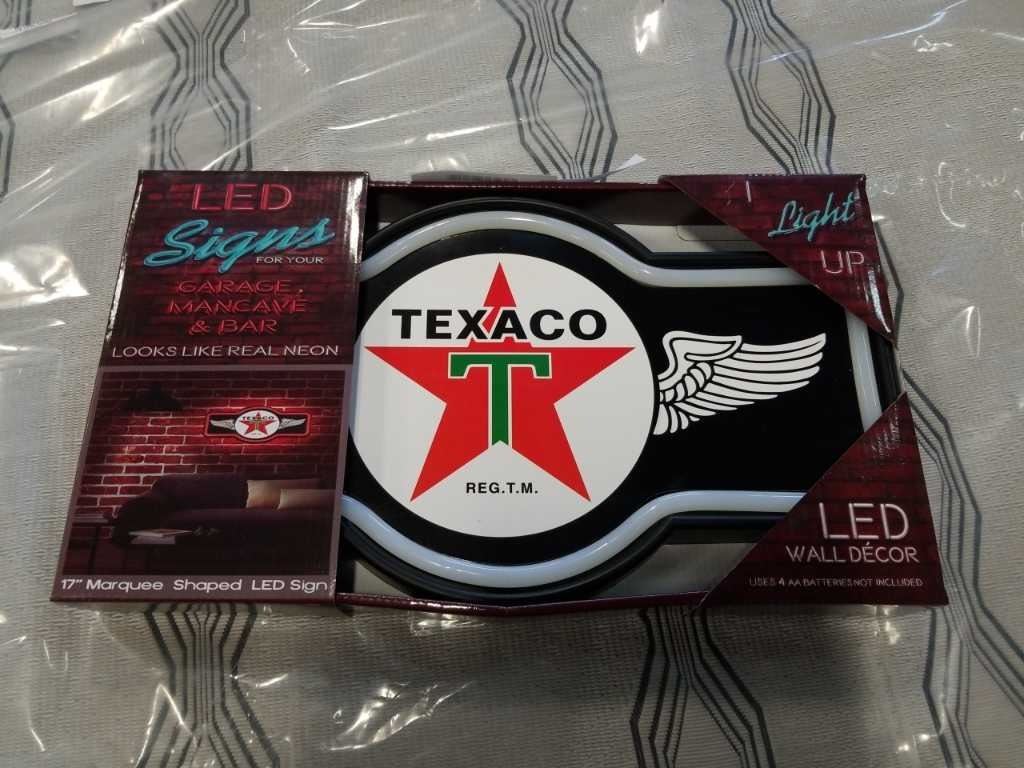 LED
Signs
FOR YOUR
GARAGE,
MANCAVE
& BAR
LOOKS LIKE REAL NEON
TEXACO
17" Marquee Shaped LED Sign
TEXACO
T
REG.T.M.
Light
UP
LED
WALL DÉCOR
USES 4 AA BATTERIES NOT INCLUDED